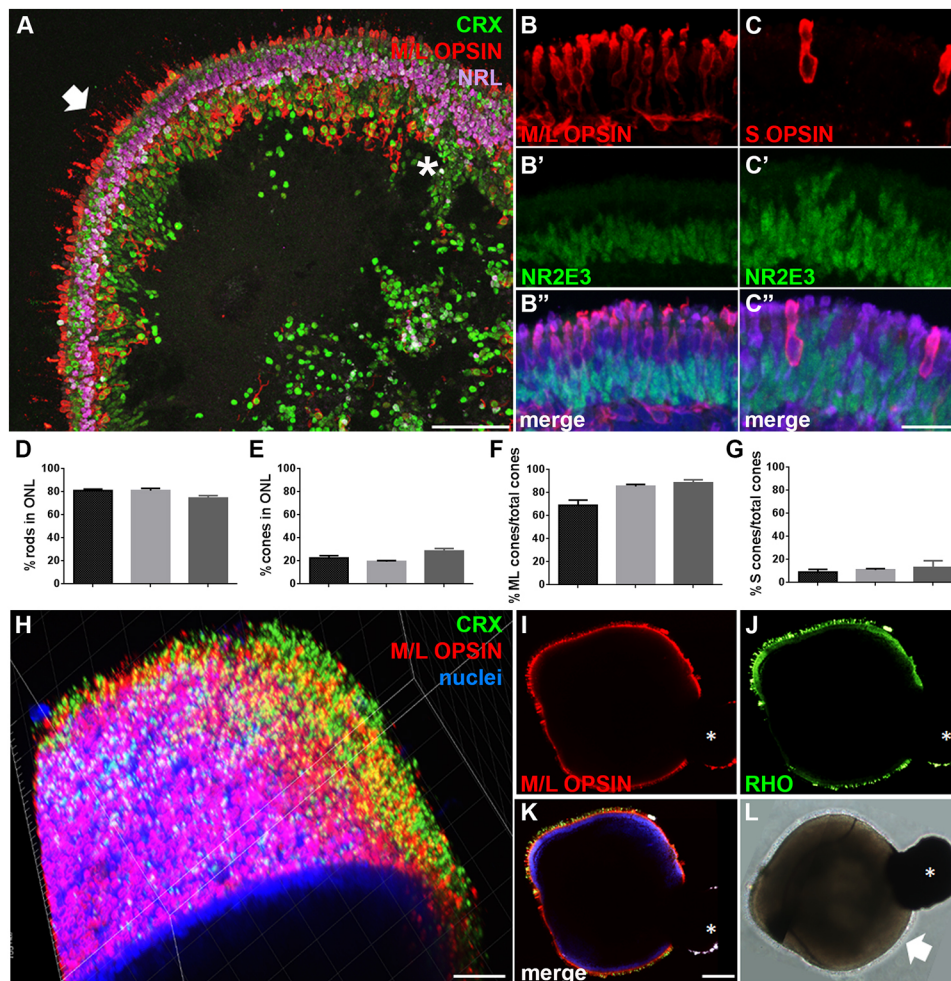 A
CRX
M/L OPSIN
NRL
*
B
M/L OPSIN
C
S OPSIN
B'
NR2E3
C'
NR2E3
B"
merge
C"
merge
D
% rods in ONL
100
80
60
40
20
0
E
% cones in ONL
100
80
60
40
20
0
F
% ML cones/total cones
100
80
60
40
20
0
G
% S cones/total cones
100
80
60
40
20
0
H
CRX
M/L OPSIN
nuclei
I
*
M/L OPSIN
J
*
RHO
K
*
merge
L
*